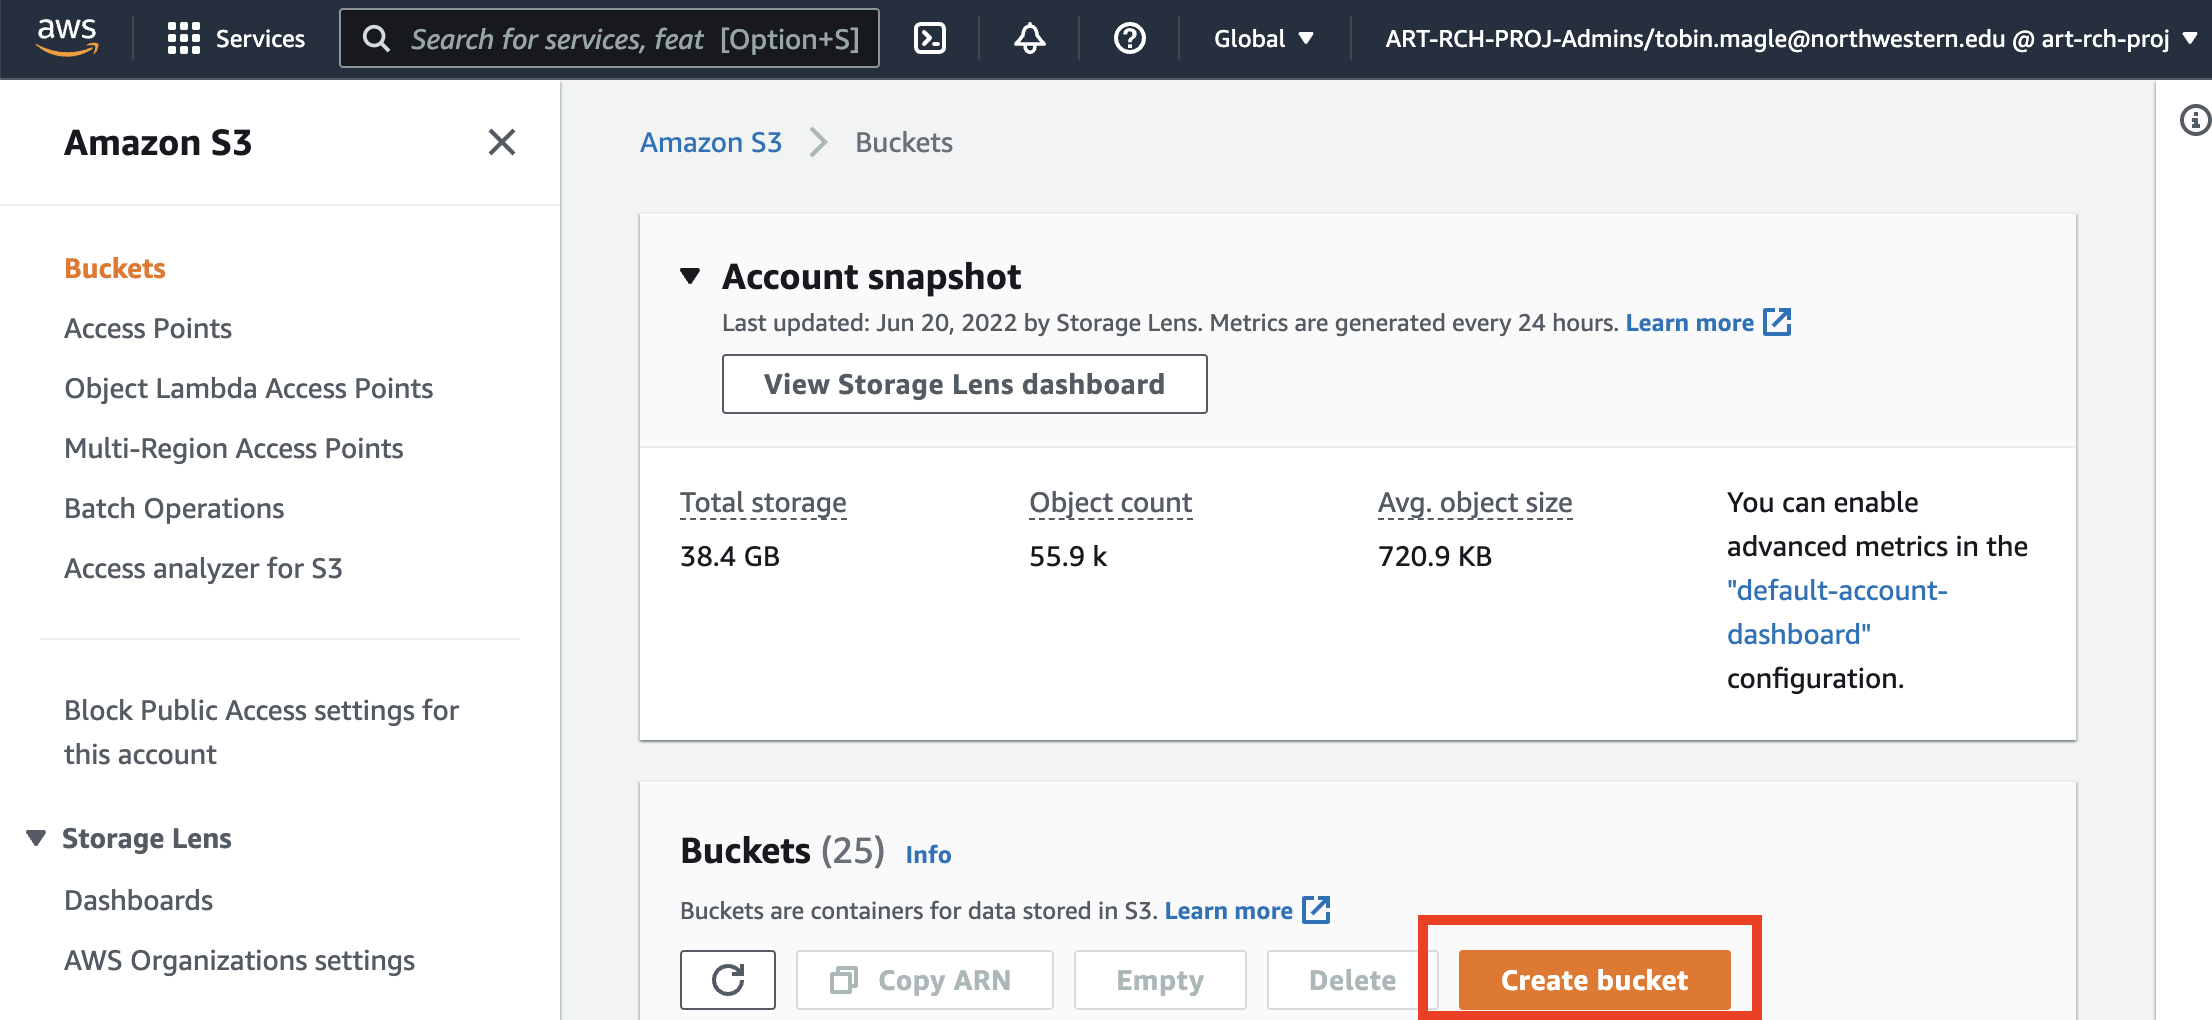 aws
Services
Search for services, feat [Option+S]
Global
ART-RCH-PROJ-Admins/tobin.magle@northwestern.edu @ art-rch-proj
Amazon S3
Buckets
Access Points
Object Lambda Access Points
Multi-Region Access Points
Batch Operations
Access analyzer for S3
Block Public Access settings for
this account
Storage Lens
Dashboards
AWS Organizations settings
Amazon S3
Buckets
Account snapshot
Last updated: Jun 20, 2022 by Storage Lens. Metrics are generated every 24 hours. Learn more
View Storage Lens dashboard
Total storage
38.4 GB
Object count
55.9 k
Avg. object size
720.9 KB
You can enable
advanced metrics in the
"default-account-
dashboard"
configuration.
Buckets (25) Info
Buckets are containers for data stored in S3. Learn more
Copy ARN
Empty
Delete
Create bucket